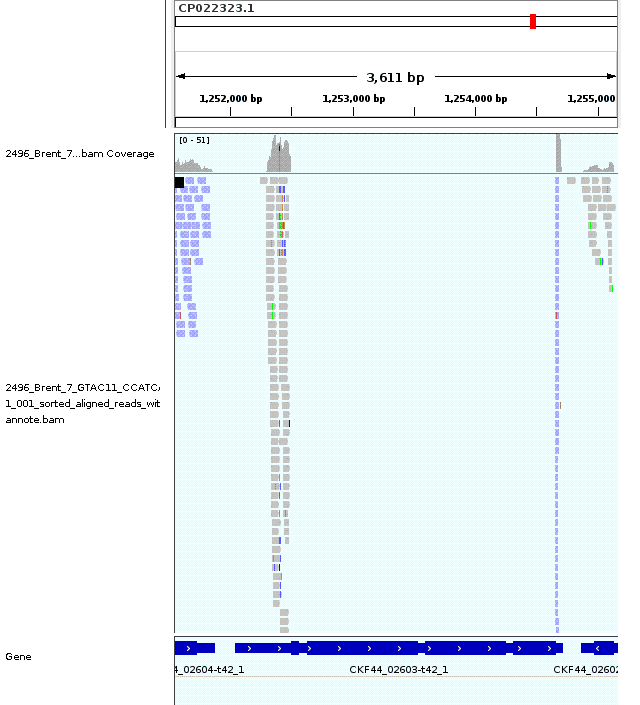 CP022323.1
3,611 bp
1,252,000 bp
1,253,000 bp
1,254,000 bp
1,255,000
[0 - 51]
2496_Brent_7...bam Coverage
2496_Brent_7_GTAC11_CCATC
1_001_sorted_aligned_reads_wit
annote.bam
Gene
4_02604-t42_1
CKF44_02603-t42_1
CKF44_02602